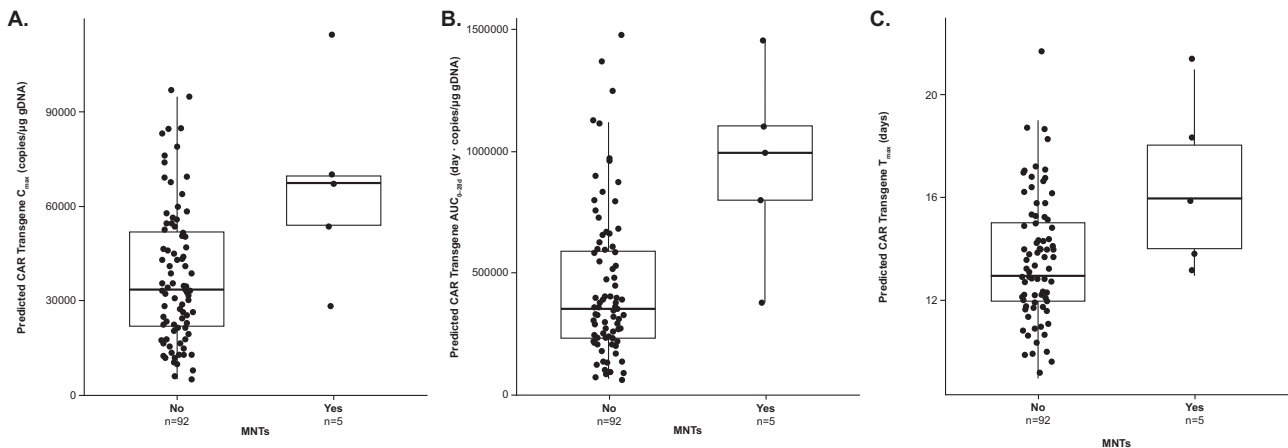 A.
Predicted CAR Transgene Cmax (copies/µg gDNA)
90000
60000
30000
0
No
n=92
Yes
n=5
MNTs
B.
Predicted CAR Transgene AUC0–28d (day · copies/µg gDNA)
1500000
1000000
500000
0
No
n=92
Yes
n=5
MNTs
C.
Predicted CAR Transgene Tmax (days)
20
16
12
No
n=92
Yes
n=5
MNTs